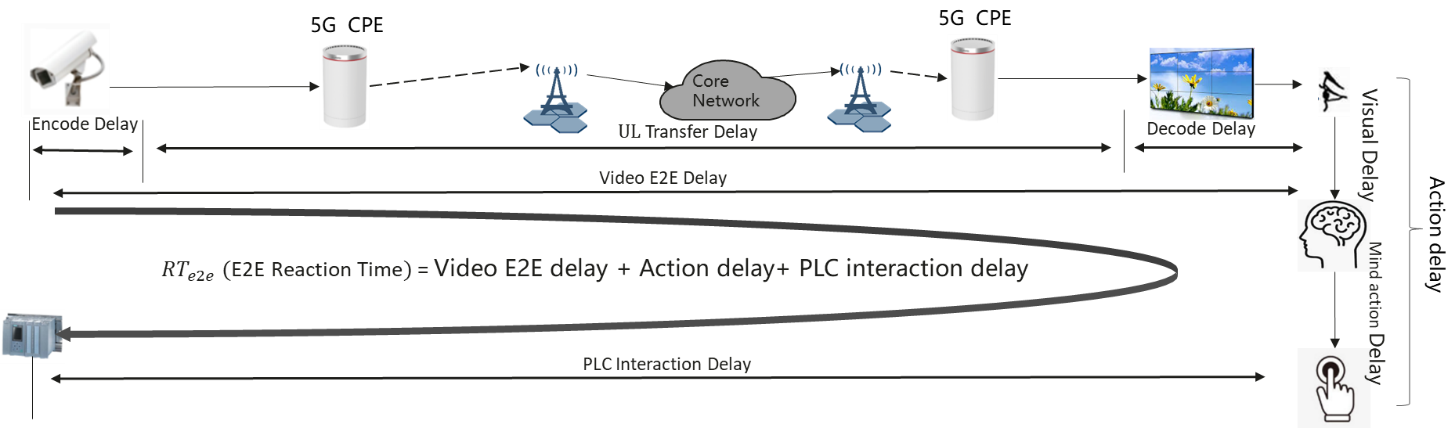 5G CPE
5G CPE
Core
Network
Encode Delay
UL Transfer Delay
Decode Delay
Video E2E Delay
Visual Delay
Mind action Delay
Action delay
RTe2e (E2E Reaction Time) = Video E2E delay + Action delay+ PLC interaction delay
PLC Interaction Delay